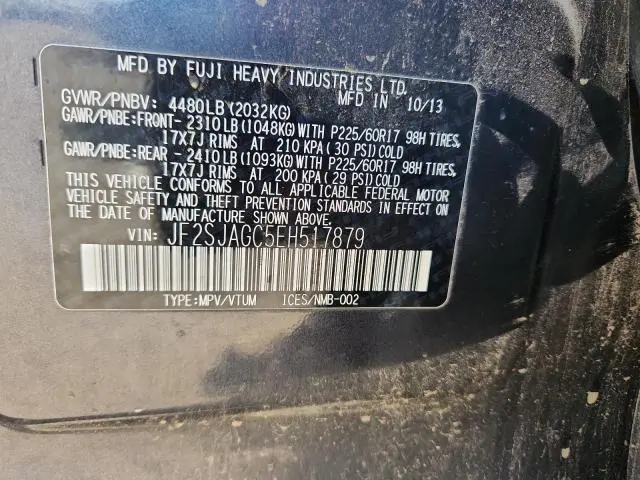 MFD BY FUJI HEAVY INDUSTRIES LTD.
MFD IN 10/13
GVWR/PNBV: 4480LB(2032KG)
GAWR/PNBE:FRONT- 2310LB(1048KG)WITH P225/60R17 98H TIRES,
17X7J RIMS AT 210 KPA( 30 PSI)COLD
GAWR/PNBE:REAR - 2410LB(1093KG)WITH P225/60R17 98H TIRES,
17X7J RIMS AT 200 KPA( 29 PSI)COLD
THIS VEHICLE CONFORMS TO ALL APPLICABLE FEDERAL MOTOR
VEHICLE SAFETY AND THEFT PREVENTION STANDARDS IN EFFECT ON
THE DATE OF MANUFACTURE SHOWN ABOVE.
VIN: JF2SJAGC5EH517879
TYPE:MPV/VTUM ICES/NMB-002